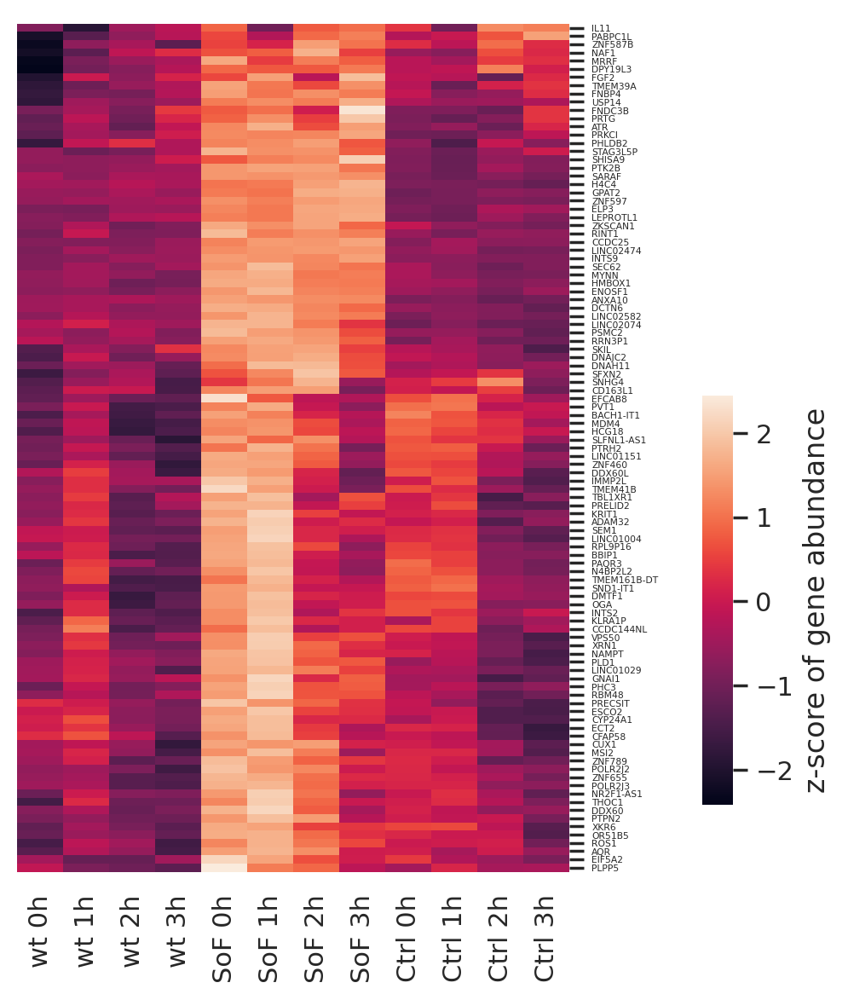 IL11
PABPC1L
ZNF587B
NAF1
MRRF
DPY19L3
FGF2
TMEM39A
FNBP4
USP14
FNDC3B
PRTG
ATR
PRKCI
PHLDB2
STAG3L5P
SHISA9
PTK2B
SARAF
H4C4
GPAT2
ZNF597
ELP3
LEPROTL1
ZKSCAN1
RINT1
CCDC25
LINC02474
INTS9
SEC62
MYNN
HMBOX1
ENOSF1
ANXA10
DCTN6
LINC02582
LINC02074
PSMC2
RRN3P1
SKIL
DNAJC2
DNAH11
SFXN2
SNHG4
CD163L1
EFCAB8
PVT1
BACH1-IT1
MDM4
HCG18
SLFNL1-AS1
PTRH2
LINC01151
ZNF460
DDX60L
IMMP2L
TMEM41B
TBL1XR1
PRELID2
KRIT1
ADAM32
SEM1
LINC01004
RPL9P16
BBIP1
PAQR3
N4BP2L2
TMEM161B-DT
SND1-IT1
DMTF1
OGA
INTS2
KLRA1P
CCDC144NL
VPS50
XRN1
NAMPT
PLD1
LINC01029
GNAI1
PHC3
RBM48
PRECSIT
ESCO2
CYP24A1
ECT2
CFAP58
CUX1
MSI2
ZNF789
POLR2J2
ZNF655
POLR2J3
NR2F1-AS1
THOC1
DDX60
PTPN2
XKR6
OR51B5
ROS1
AQR
EIF5A2
PLPP5
wt 0h
wt 1h
wt 2h
wt 3h
SoF 0h
SoF 1h
SoF 2h
SoF 3h
Ctrl 0h
Ctrl 1h
Ctrl 2h
Ctrl 3h
2
1
0
−1
−2
z-score of gene abundance